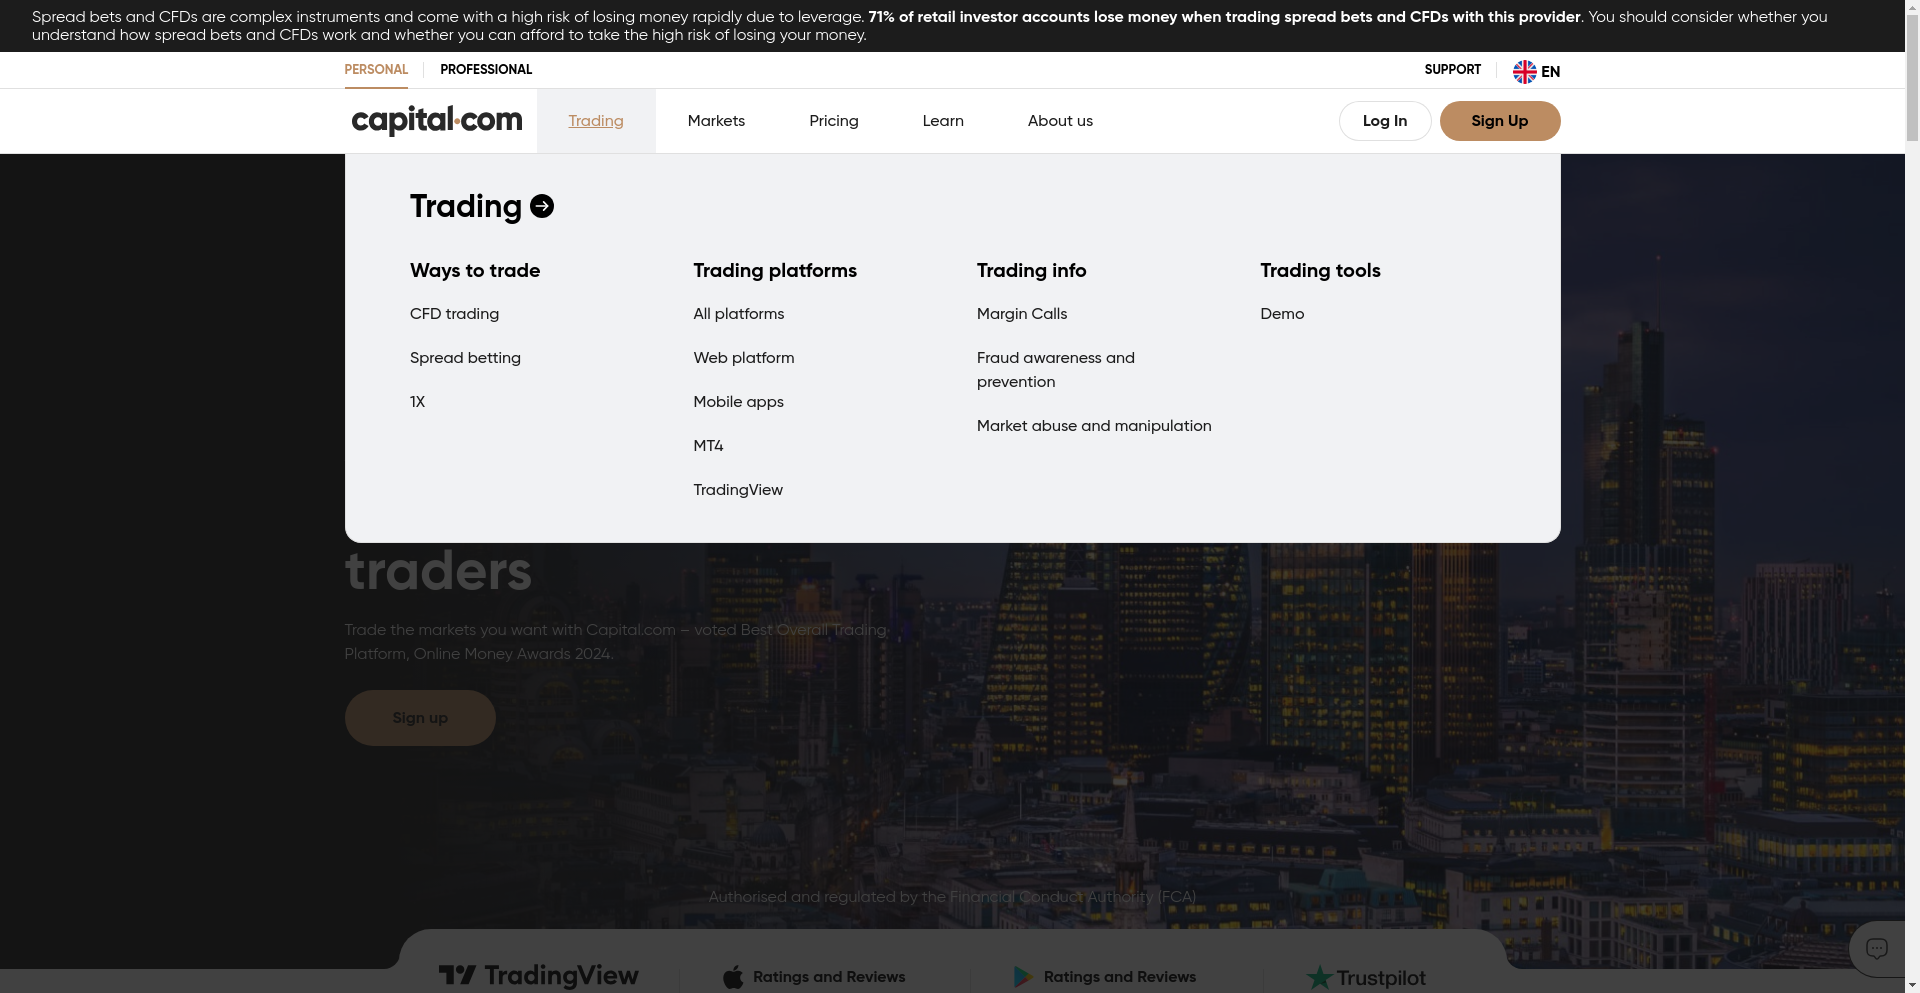 Spread bets and CFDs are complex instruments and come with a high risk of losing money rapidly due to leverage. 71% of retail investor accounts lose money when trading spread bets and CFDs with this provider. You should consider whether you
understand how spread bets and CFDs work and whether you can afford to take the high risk of losing your money.
PERSONAL PROFESSIONAL SUPPORT EN
capital.com Trading Markets Pricing Learn About us Log In Sign Up
Trading
Ways to trade
CFD trading
Spread betting
1X
Trading platforms
All platforms
Web platform
Mobile apps
MT4
TradingView
Trading info
Margin Calls
Fraud awareness and
prevention
Market abuse and manipulation
Trading tools
Demo
traders
Trade the markets you want with Capital.com – voted Best Overall Trading
Platform, Online Money Awards 2024.
Sign up
Authorised and regulated by the Financial Conduct Authority (FCA)
TradingView Ratings and Reviews Ratings and Reviews Trustpilot